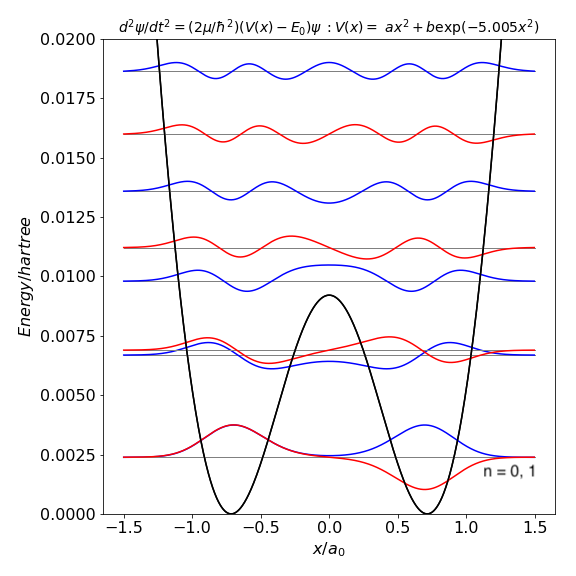 d²ψ/dt² = (2μ/ħ²)(V(x) − E₀)ψ : V(x) = ax² + bexp(−5.005x²)
0.0200
0.0175
0.0150
0.0125
0.0100
0.0075
0.0050
0.0025
0.0000
Energy/hartree
n = 0, 1
−1.5 −1.0 −0.5 0.0 0.5 1.0 1.5
x/a₀